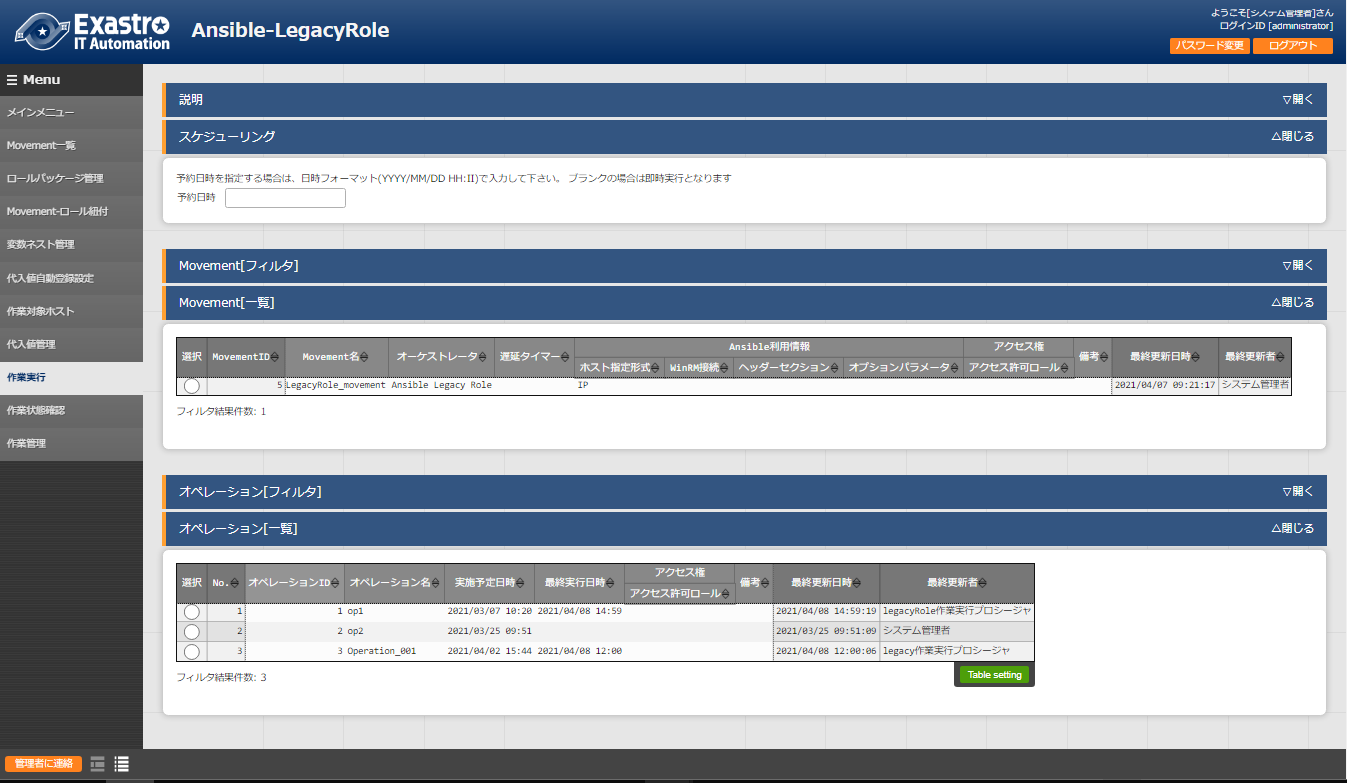 Exastro
IT Automation
Ansible-LegacyRole
ようこそ[システム管理者]さん
ログインID [administrator]
パスワード変更 ログアウト
Menu
メインメニュー
Movement一覧
ロールパッケージ管理
Movement-ロール紐付
変数ネスト管理
代入値自動登録設定
作業対象ホスト
代入値管理
作業実行
作業状態確認
作業管理
説明 ▽開く
スケジューリング △閉じる
予約日時を指定する場合は、日時フォーマット(YYYY/MM/DD HH:II)で入力して下さい。 ブランクの場合は即時実行となります
予約日時
Movement[フィルタ] ▽開く
Movement[一覧] △閉じる
選択 MovementID Movement名 オーケストレータ 遅延タイマー Ansible利用情報 アクセス権 備考 最終更新日時 最終更新者
ホスト指定形式 WinRM接続 ヘッダーセクション オプションパラメータ アクセス許可ロール
5 LegacyRole_movement Ansible Legacy Role IP 2021/04/07 09:21:17 システム管理者
フィルタ結果件数: 1
オペレーション[フィルタ] ▽開く
オペレーション[一覧] △閉じる
選択 No. オペレーションID オペレーション名 実施予定日時 最終実行日時 アクセス権 備考 最終更新日時 最終更新者
アクセス許可ロール
1 1 op1 2021/03/07 10:20 2021/04/08 14:59 2021/04/08 14:59:19 legacyRole作業実行プロシージャ
2 2 op2 2021/03/25 09:51 2021/03/25 09:51:09 システム管理者
3 3 Operation_001 2021/04/02 15:44 2021/04/08 12:00 2021/04/08 12:00:06 legacy作業実行プロシージャ
フィルタ結果件数: 3
Table setting
管理者に連絡